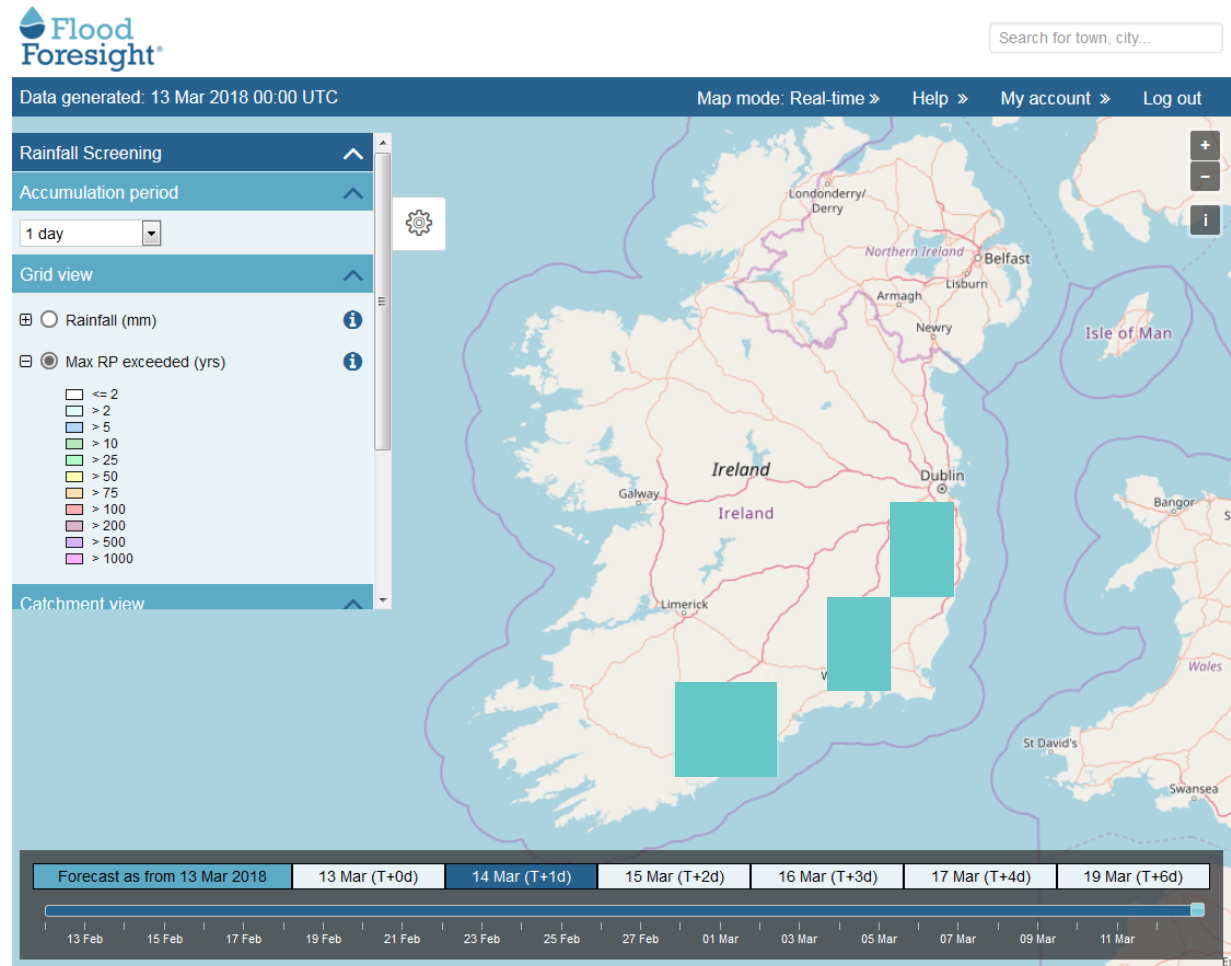 Flood
Foresight®
Search for town, city...
Data generated: 13 Mar 2018 00:00 UTC
Map mode: Real-time »
Help »
My account »
Log out
Rainfall Screening
Accumulation period
1 day
Grid view
Rainfall (mm)
Max RP exceeded (yrs)
<= 2
> 2
> 5
> 10
> 25
> 50
> 75
> 100
> 200
> 500
> 1000
Catchment view
+
−
i
Londonderry/
Derry
Northern Ireland
Belfast
Lisburn
Armagh
Newry
Isle of Man
Ireland
Dublin
Galway
Ireland
Bangor
Limerick
Wales
St David's
Swansea
Forecast as from 13 Mar 2018
13 Mar (T+0d)
14 Mar (T+1d)
15 Mar (T+2d)
16 Mar (T+3d)
17 Mar (T+4d)
19 Mar (T+6d)
13 Feb
15 Feb
17 Feb
19 Feb
21 Feb
23 Feb
25 Feb
27 Feb
01 Mar
03 Mar
05 Mar
07 Mar
09 Mar
11 Mar